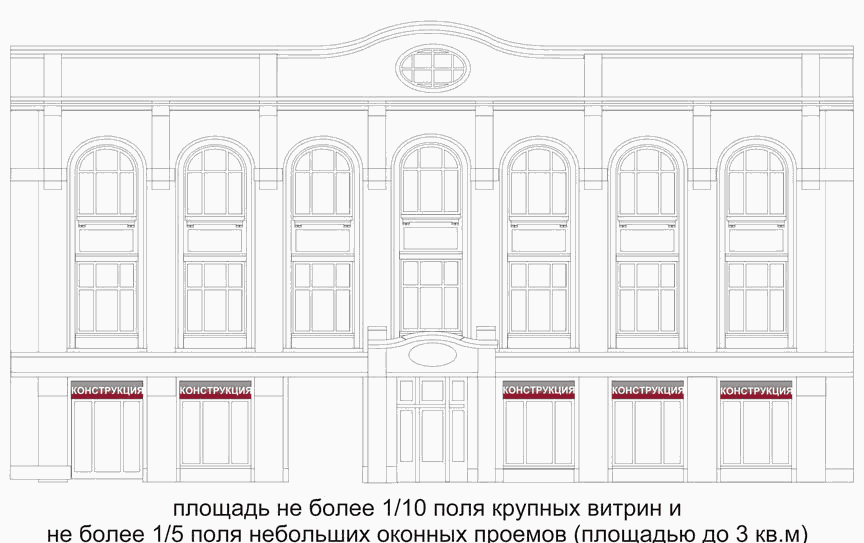 КОНСТРУКЦИЯ КОНСТРУКЦИЯ КОНСТРУКЦИЯ КОНСТРУКЦИЯ КОНСТРУКЦИЯ
площадь не более 1/10 поля крупных витрин и
не более 1/5 поля небольших оконных проемов (площадью до 3 кв.м)